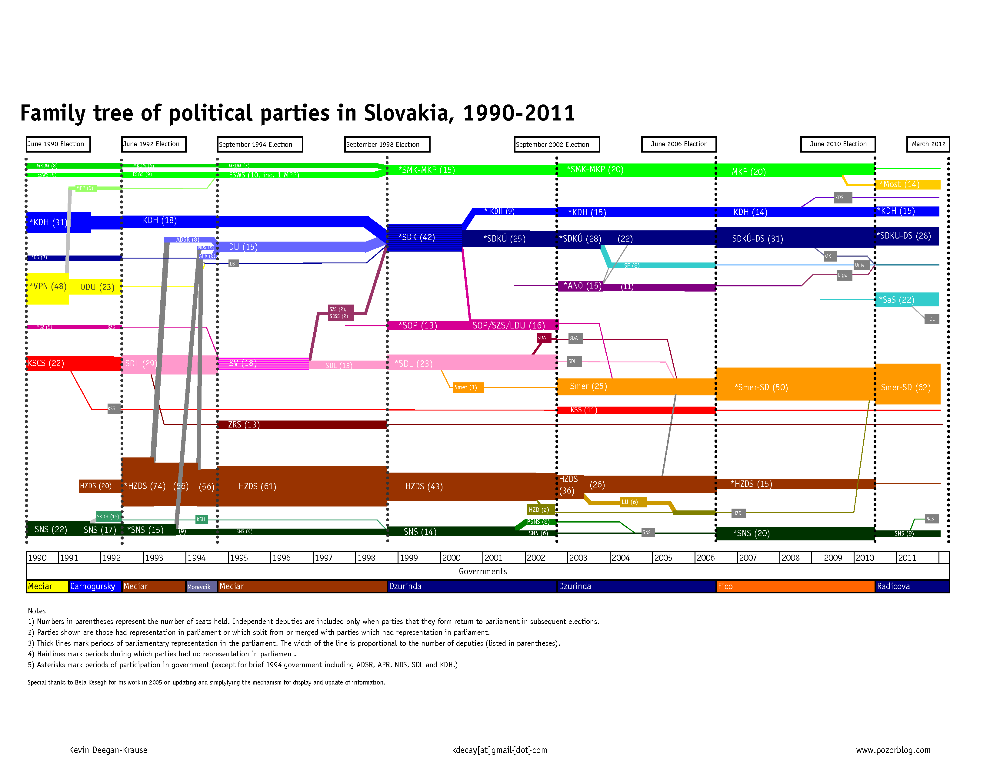 Family tree of political parties in Slovakia, 1990-2011
June 1990 Election
June 1992 Election
September 1994 Election
September 1998 Election
September 2002 Election
June 2006 Election
June 2010 Election
March 2012
MKDM (8)
MKDM (5)
MKDM (7)
*SMK-MKP (15)
*SMK-MKP (20)
MKP (20)
ESWS (6)
ESWS (9)
ESWS (10, inc. 1 MPP)
*Most (14)
MPP (5)
KDS
*KDH (31)
KDH (18)
* KDH (9)
*KDH (15)
KDH (14)
*KDH (15)
ADSR (8)
NDS (6)
DU (15)
APR (8)
*SDK (42)
*SDKÚ (25)
*SDKÚ (28)
(22)
SDKÚ-DS (31)
*SDKU-DS (28)
*DS (7)
DS
SF (8)
OK
Unie
Liga
*VPN (48)
ODU (23)
*ANO (15)
(11)
*SaS (22)
OL
SZS (2),
SDSS (2)
*SZ (6)
SZS
*SOP (13)
SOP/SZS/LDU (16)
SDA
SDA
KSCS (22)
SDL (29)
SV (18)
SDL (13)
*SDL (23)
SDL
Smer (1)
Smer (25)
*Smer-SD (50)
Smer-SD (62)
KSS
KSS (11)
ZRS (13)
HZDS (20)
*HZDS (74)
(66)
(56)
HZDS (61)
HZDS (43)
HZDS
(36)
(26)
*HZDS (15)
LU (6)
HZD (2)
HZD
SKDH (16)
KSU
PSNS (8)
NaS
SNS (22)
SNS (17)
*SNS (15)
(9)
SNS (9)
SNS (14)
SNS (6)
SNS
*SNS (20)
SNS (9)
1990 1991 1992 1993 1994 1995 1996 1997 1998 1999 2000 2001 2002 2003 2004 2005 2006 2007 2008 2009 2010 2011
Governments
Meciar Carnogursky Meciar Moravcik Meciar Dzurinda Dzurinda Fico Radicova
Notes
1) Numbers in parentheses represent the number of seats held. Independent deputies are included only when parties that they form return to parliament in subsequent elections.
2) Parties shown are those had representation in parliament or which split from or merged with parties which had representation in parliament.
3) Thick lines mark periods of parliamentary representation in the parliament. The width of the line is proportional to the number of deputies (listed in parentheses).
4) Hairlines mark periods during which parties had no representation in parliament.
5) Asterisks mark periods of participation in government (except for brief 1994 government including ADSR, APR, NDS, SDL and KDH.)
Special thanks to Bela Kesegh for his work in 2005 on updating and simplyfying the mechanism for display and update of information.
Kevin Deegan-Krause
kdecay[at]gmail{dot}com
www.pozorblog.com